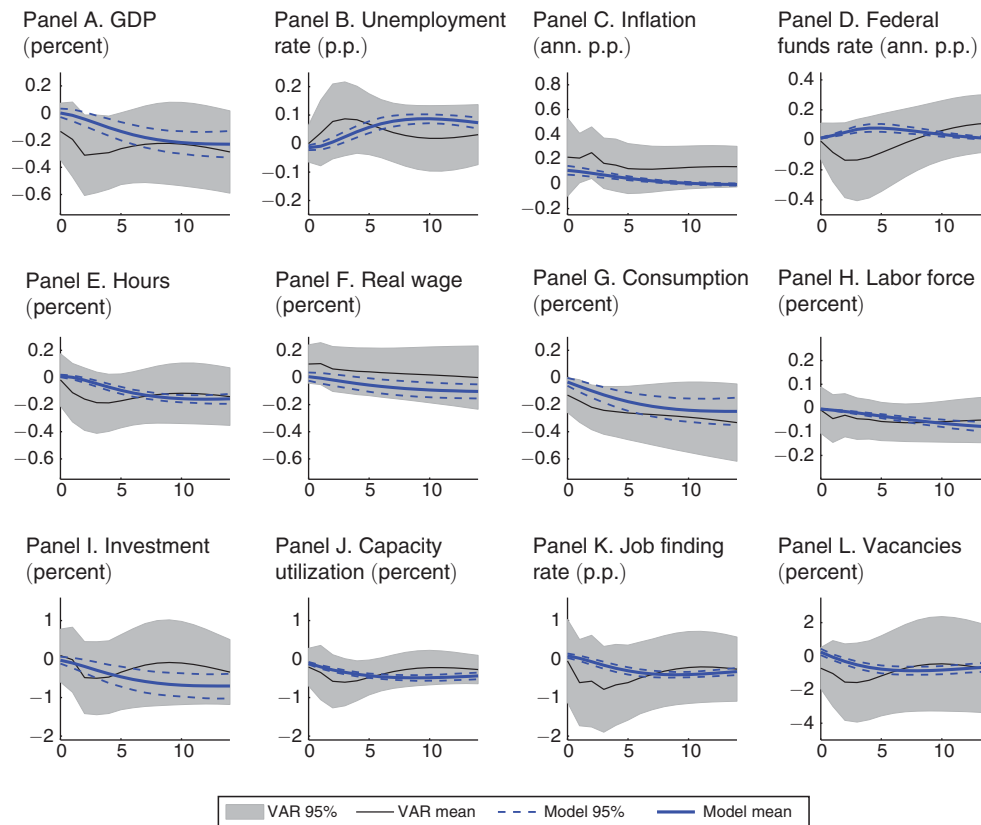 Panel A. GDP
(percent)
Panel B. Unemployment
rate (p.p.)
Panel C. Inflation
(ann. p.p.)
Panel D. Federal
funds rate (ann. p.p.)
0.2
0
−0.2
−0.4
−0.6
0 5 10
0.2
0.1
0
−0.1
−0.2
0 5 10
0.8
0.6
0.4
0.2
0
−0.2
0 5 10
0.4
0.2
0
−0.2
−0.4
0 5 10
Panel E. Hours
(percent)
Panel F. Real wage
(percent)
Panel G. Consumption
(percent)
Panel H. Labor force
(percent)
0.2
0
−0.2
−0.4
−0.6
0 5 10
0.2
0
−0.2
−0.4
−0.6
0 5 10
0.2
0
−0.2
−0.4
−0.6
0 5 10
0.2
0.1
0
−0.1
−0.2
0 5 10
Panel I. Investment
(percent)
Panel J. Capacity
utilization (percent)
Panel K. Job finding
rate (p.p.)
Panel L. Vacancies
(percent)
1
0
−1
−2
0 5 10
1
0
−1
−2
0 5 10
1
0
−1
−2
0 5 10
2
0
−2
−4
0 5 10
VAR 95% VAR mean Model 95% Model mean